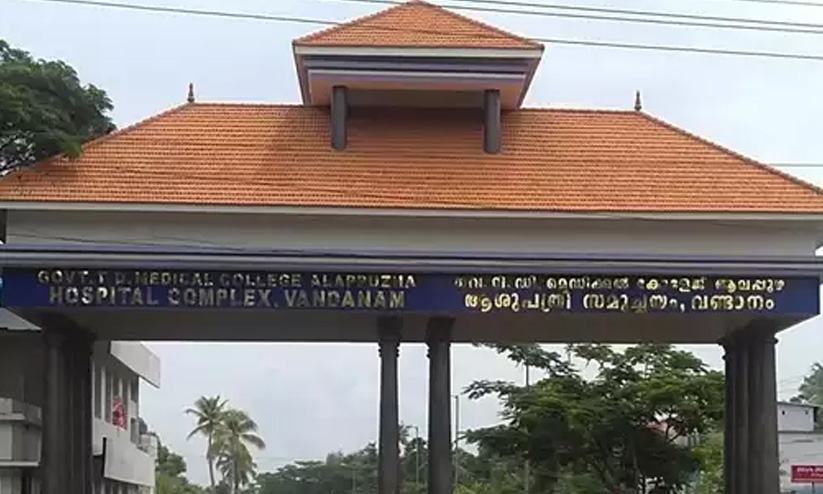 GOVT. T D. MEDICAL COLLEGE ALAPPUZHA
HOSPITAL COMPLEX, VANDANAM
ഗവ. റ്റി.ഡി. മെഡിക്കൽ കോളേജ് ആലപ്പുഴ
ആശുപത്രി സമുച്ചയം, വണ്ടാനം